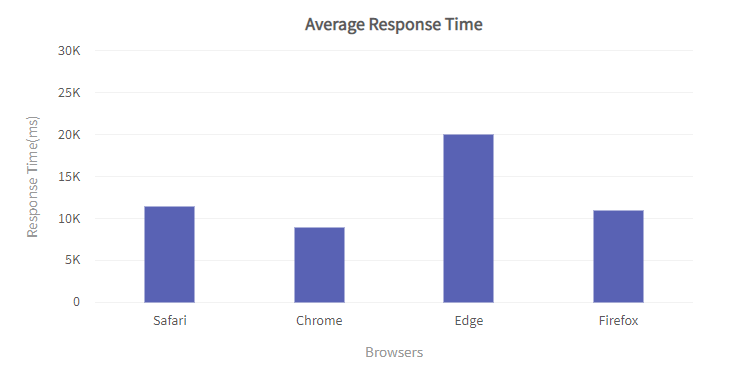 Average Response Time
30K
25K
20K
15K
10K
5K
0
Response Time(ms)
Safari
Chrome
Edge
Firefox
Browsers